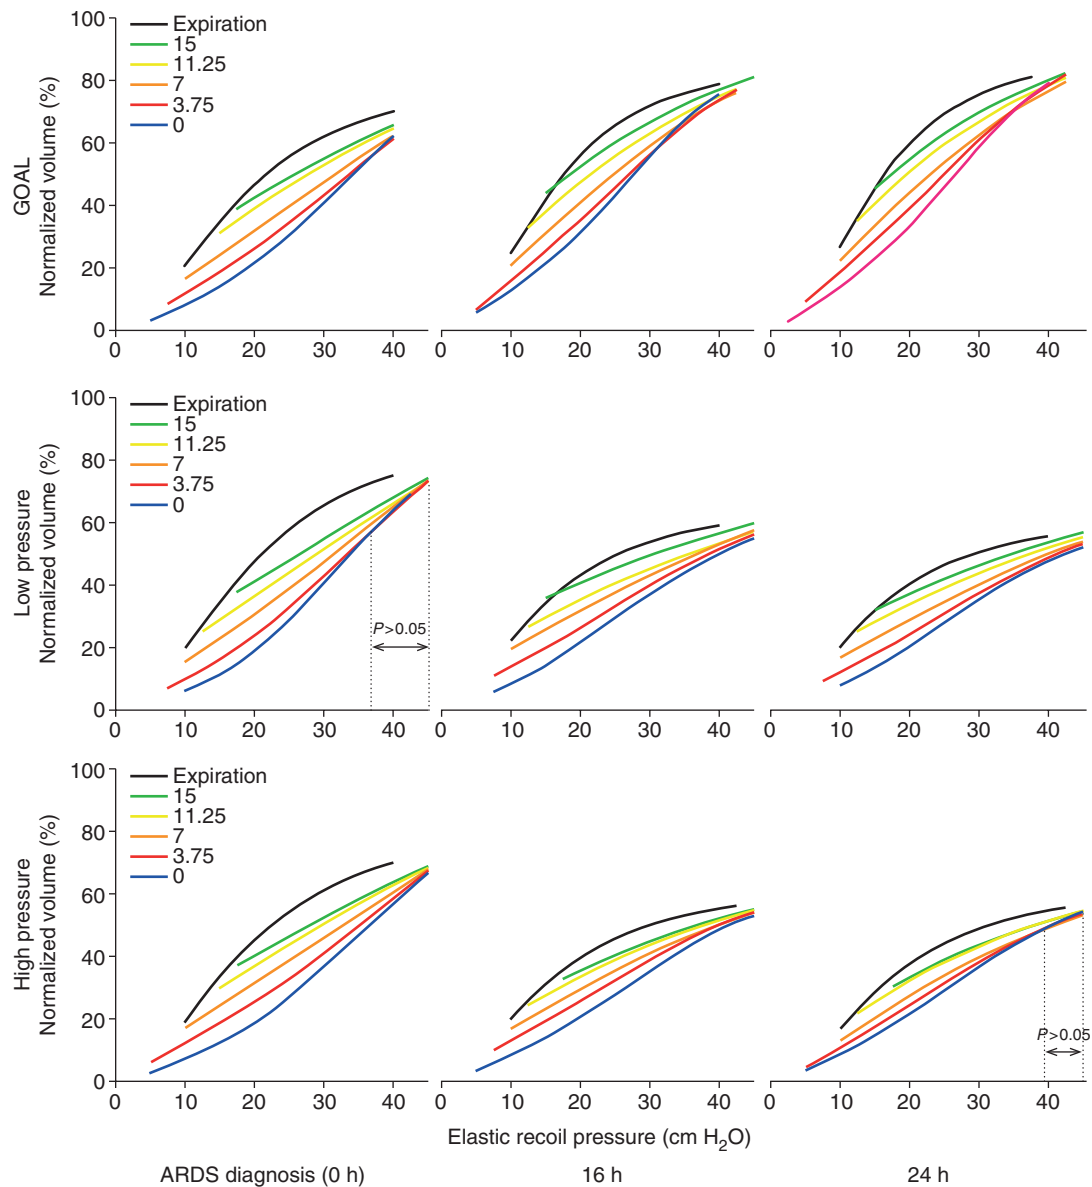 GOAL
Normalized volume (%)
100
80
60
40
20
0
Expiration
15
11.25
7
3.75
0
0 10 20 30 40 0 10 20 30 40 0 10 20 30 40
Low pressure
Normalized volume (%)
100
80
60
40
20
0
Expiration
15
11.25
7
3.75
0
P>0.05
0 10 20 30 40 0 10 20 30 40 0 10 20 30 40
High pressure
Normalized volume (%)
100
80
60
40
20
0
Expiration
15
11.25
7
3.75
0
P>0.05
0 10 20 30 40 0 10 20 30 40 0 10 20 30 40
Elastic recoil pressure (cm H₂O)
ARDS diagnosis (0 h) 16 h 24 h